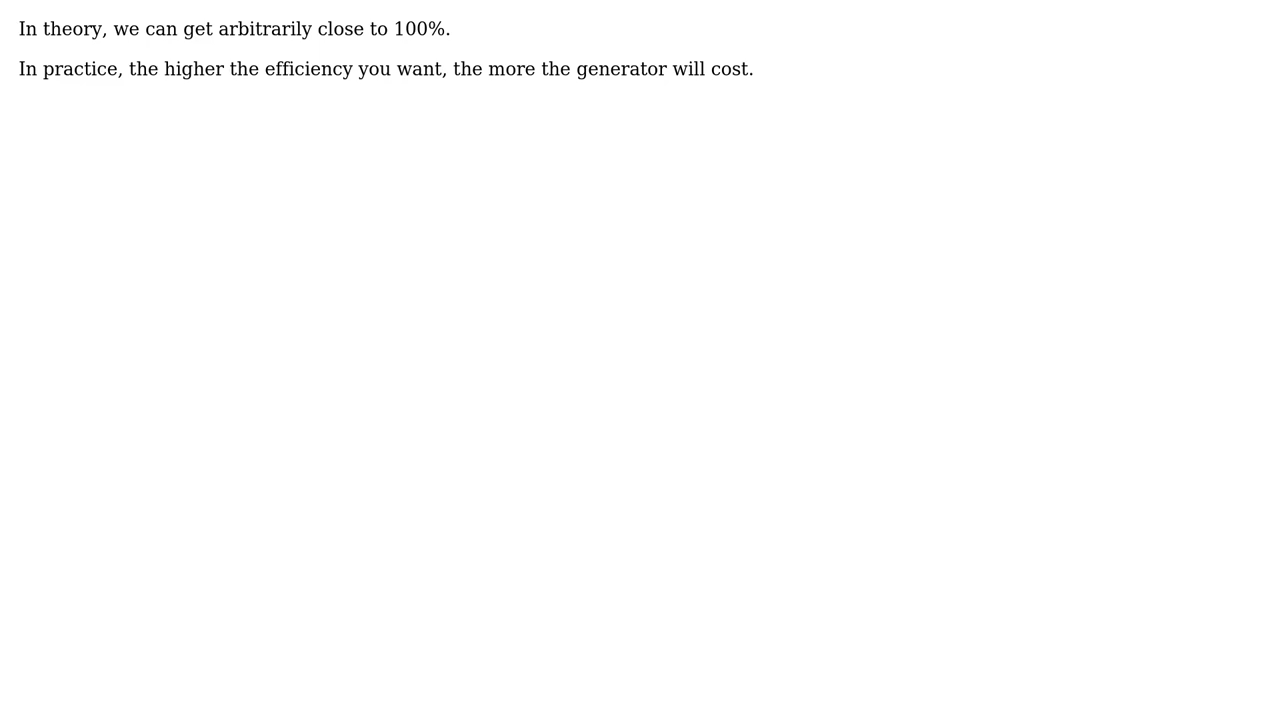 In theory, we can get arbitrarily close to 100%.
In practice, the higher the efficiency you want, the more the generator will cost.